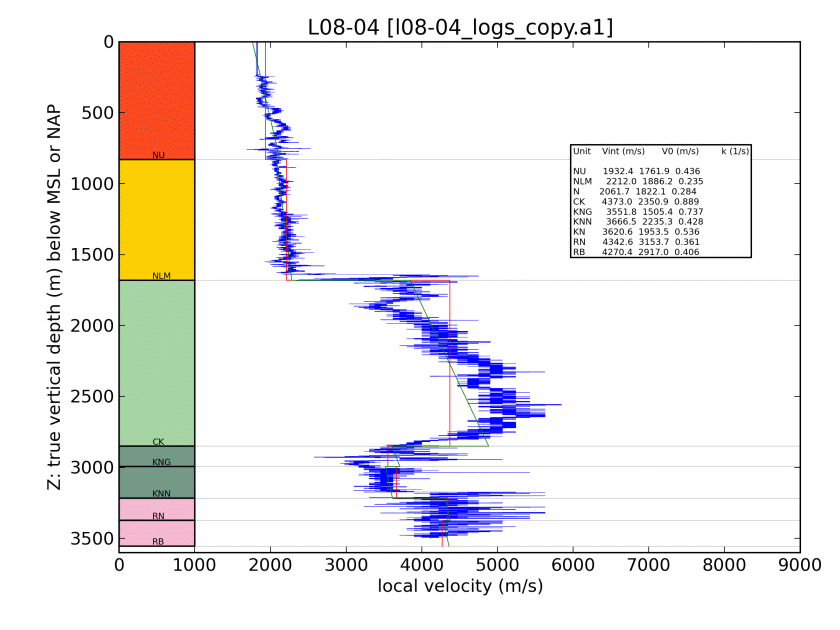 L08-04 [l08-04_logs_copy.a1]
0
500
1000
1500
2000
2500
3000
3500
Z: true vertical depth (m) below MSL or NAP
NU
NLM
CK
KNG
KNN
RN
RB
Unit Vint (m/s) V0 (m/s) k (1/s)
NU 1932.4 1761.9 0.436
NLM 2212.0 1886.2 0.235
N 2061.7 1822.1 0.284
CK 4373.0 2350.9 0.889
KNG 3551.8 1505.4 0.737
KNN 3666.5 2235.3 0.428
KN 3620.6 1953.5 0.536
RN 4342.6 3153.7 0.361
RB 4270.4 2917.0 0.406
0 1000 2000 3000 4000 5000 6000 7000 8000 9000
local velocity (m/s)